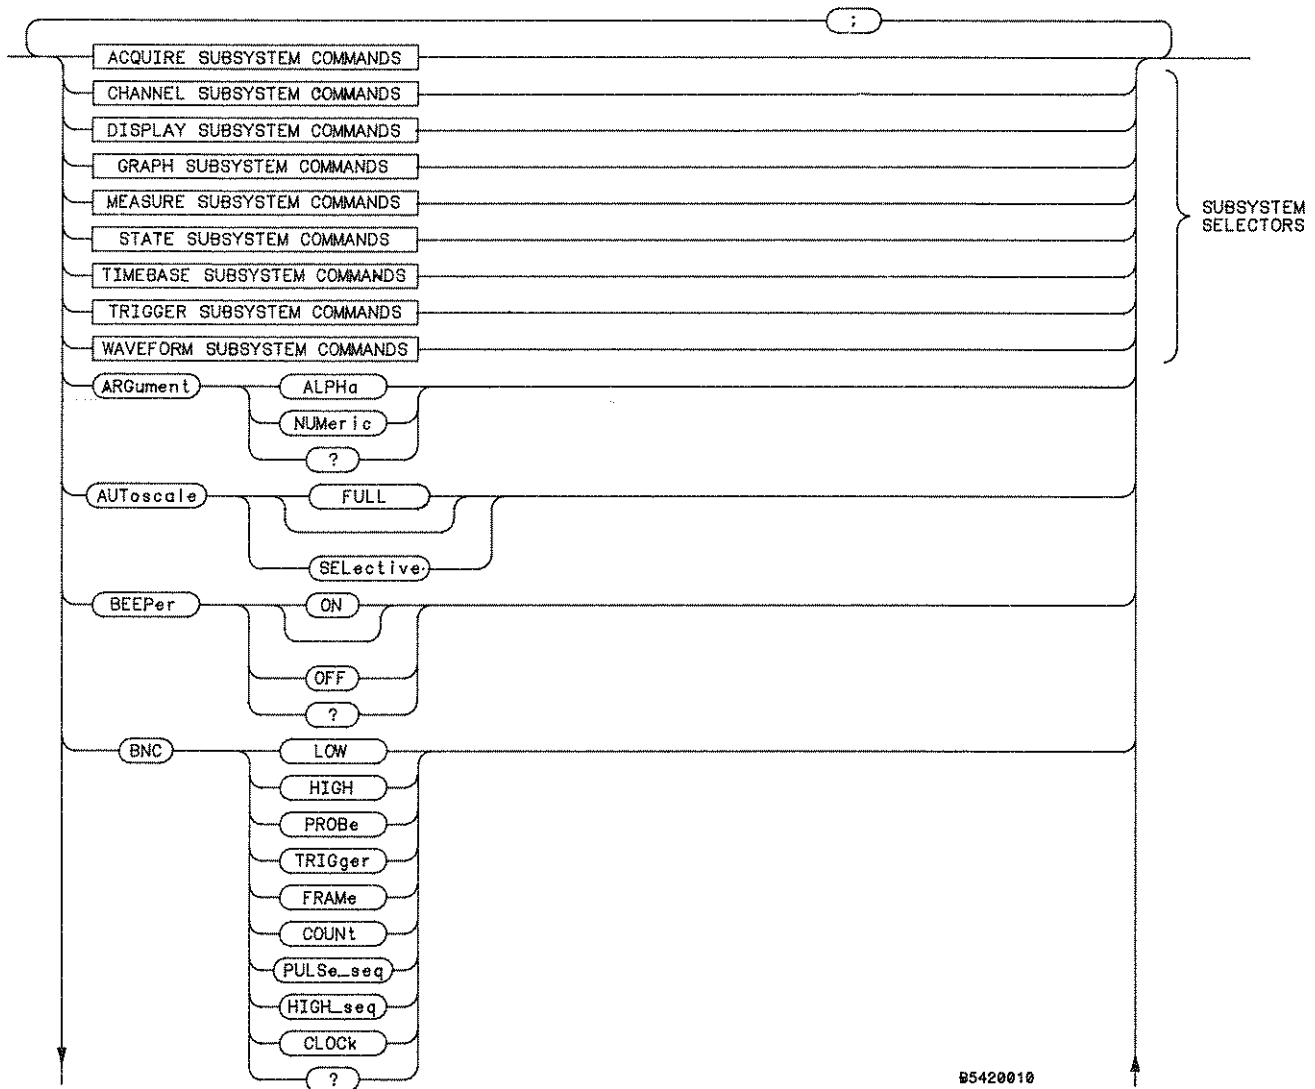 ;
ACQUIRE SUBSYSTEM COMMANDS
CHANNEL SUBSYSTEM COMMANDS
DISPLAY SUBSYSTEM COMMANDS
GRAPH SUBSYSTEM COMMANDS
MEASURE SUBSYSTEM COMMANDS
STATE SUBSYSTEM COMMANDS
TIMEBASE SUBSYSTEM COMMANDS
TRIGGER SUBSYSTEM COMMANDS
WAVEFORM SUBSYSTEM COMMANDS
SUBSYSTEM
SELECTORS
ARGument
ALPHa
NUMeric
?
AUToscale
FULL
SELective
BEEPer
ON
OFF
?
BNC
LOW
HIGH
PROBe
TRIGger
FRAMe
COUNt
PULSe_seq
HIGH_seq
CLOCk
?
B5420010